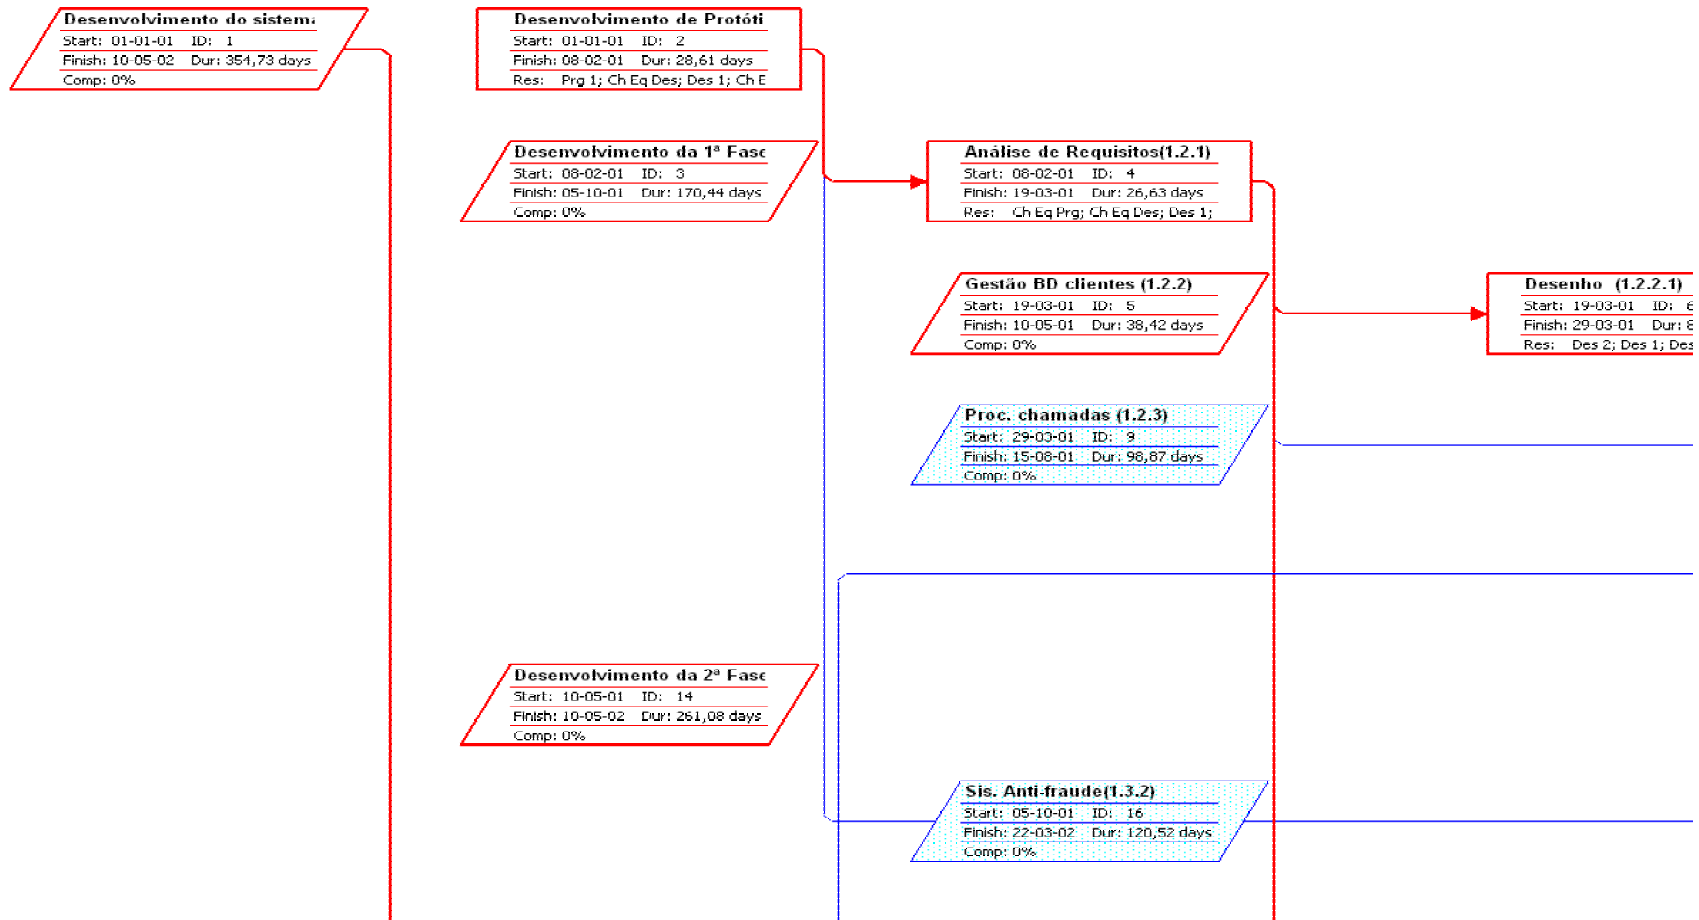 Desenvolvimento do sistema
Start: 01-01-01 ID: 1
Finish: 10-05-02 Dur: 354,73 days
Comp: 0%
Desenvolvimento de Protóti
Start: 01-01-01 ID: 2
Finish: 08-02-01 Dur: 28,61 days
Res: Prg 1; Ch Eq Des; Des 1; Ch E
Desenvolvimento da 1ª Fase
Start: 08-02-01 ID: 3
Finish: 05-10-01 Dur: 170,44 days
Comp: 0%
Análise de Requisitos(1.2.1)
Start: 08-02-01 ID: 4
Finish: 19-03-01 Dur: 26,63 days
Res: Ch Eq Prg; Ch Eq Des; Des 1;
Gestão BD clientes (1.2.2)
Start: 19-03-01 ID: 5
Finish: 10-05-01 Dur: 38,42 days
Comp: 0%
Desenho (1.2.2.1)
Start: 19-03-01 ID: 6
Finish: 29-03-01 Dur: 8
Res: Des 2; Des 1; Des
Proc. chamadas (1.2.3)
Start: 29-03-01 ID: 9
Finish: 15-08-01 Dur: 98,87 days
Comp: 0%
Desenvolvimento da 2ª Fase
Start: 10-05-01 ID: 14
Finish: 10-05-02 Dur: 261,08 days
Comp: 0%
Sis. Anti-fraude(1.3.2)
Start: 05-10-01 ID: 16
Finish: 22-03-02 Dur: 120,52 days
Comp: 0%